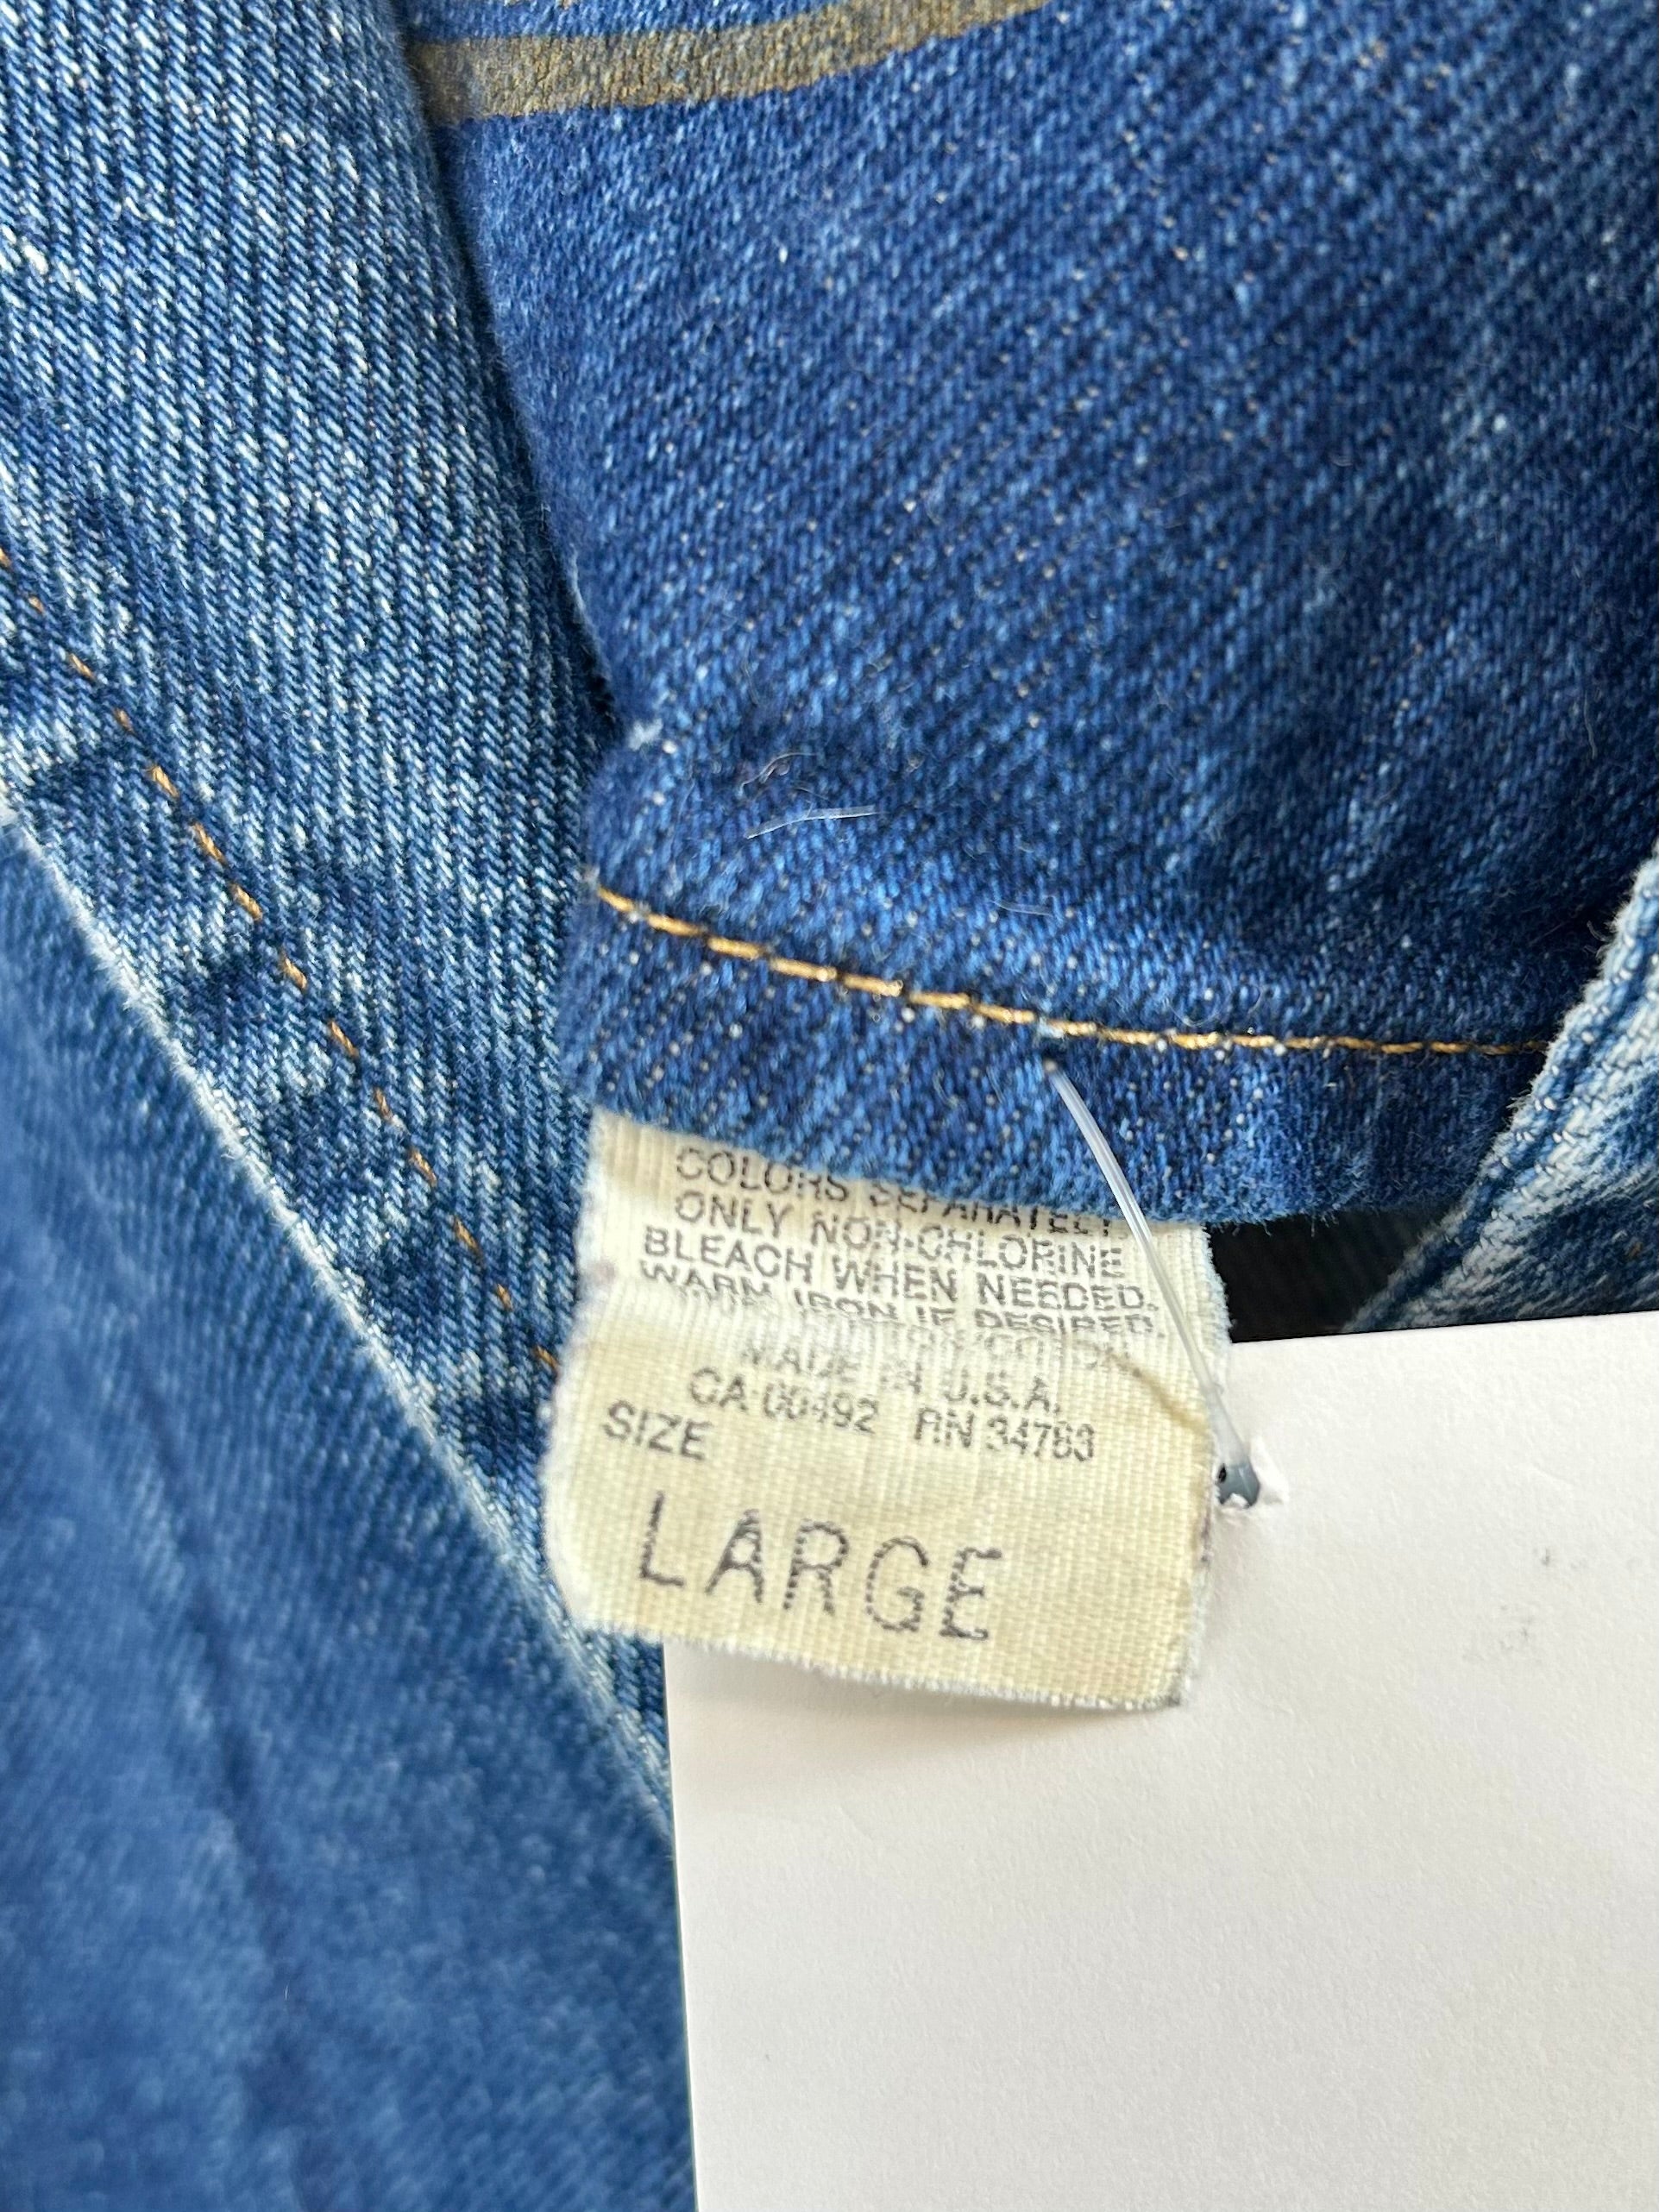 COLORS SEPARATELY
ONLY NON-CHLORINE
BLEACH WHEN NEEDED.
WARM IRON IF DESIRED.
MADE IN U.S.A.
CA 00492 RN 34783
SIZE
LARGE